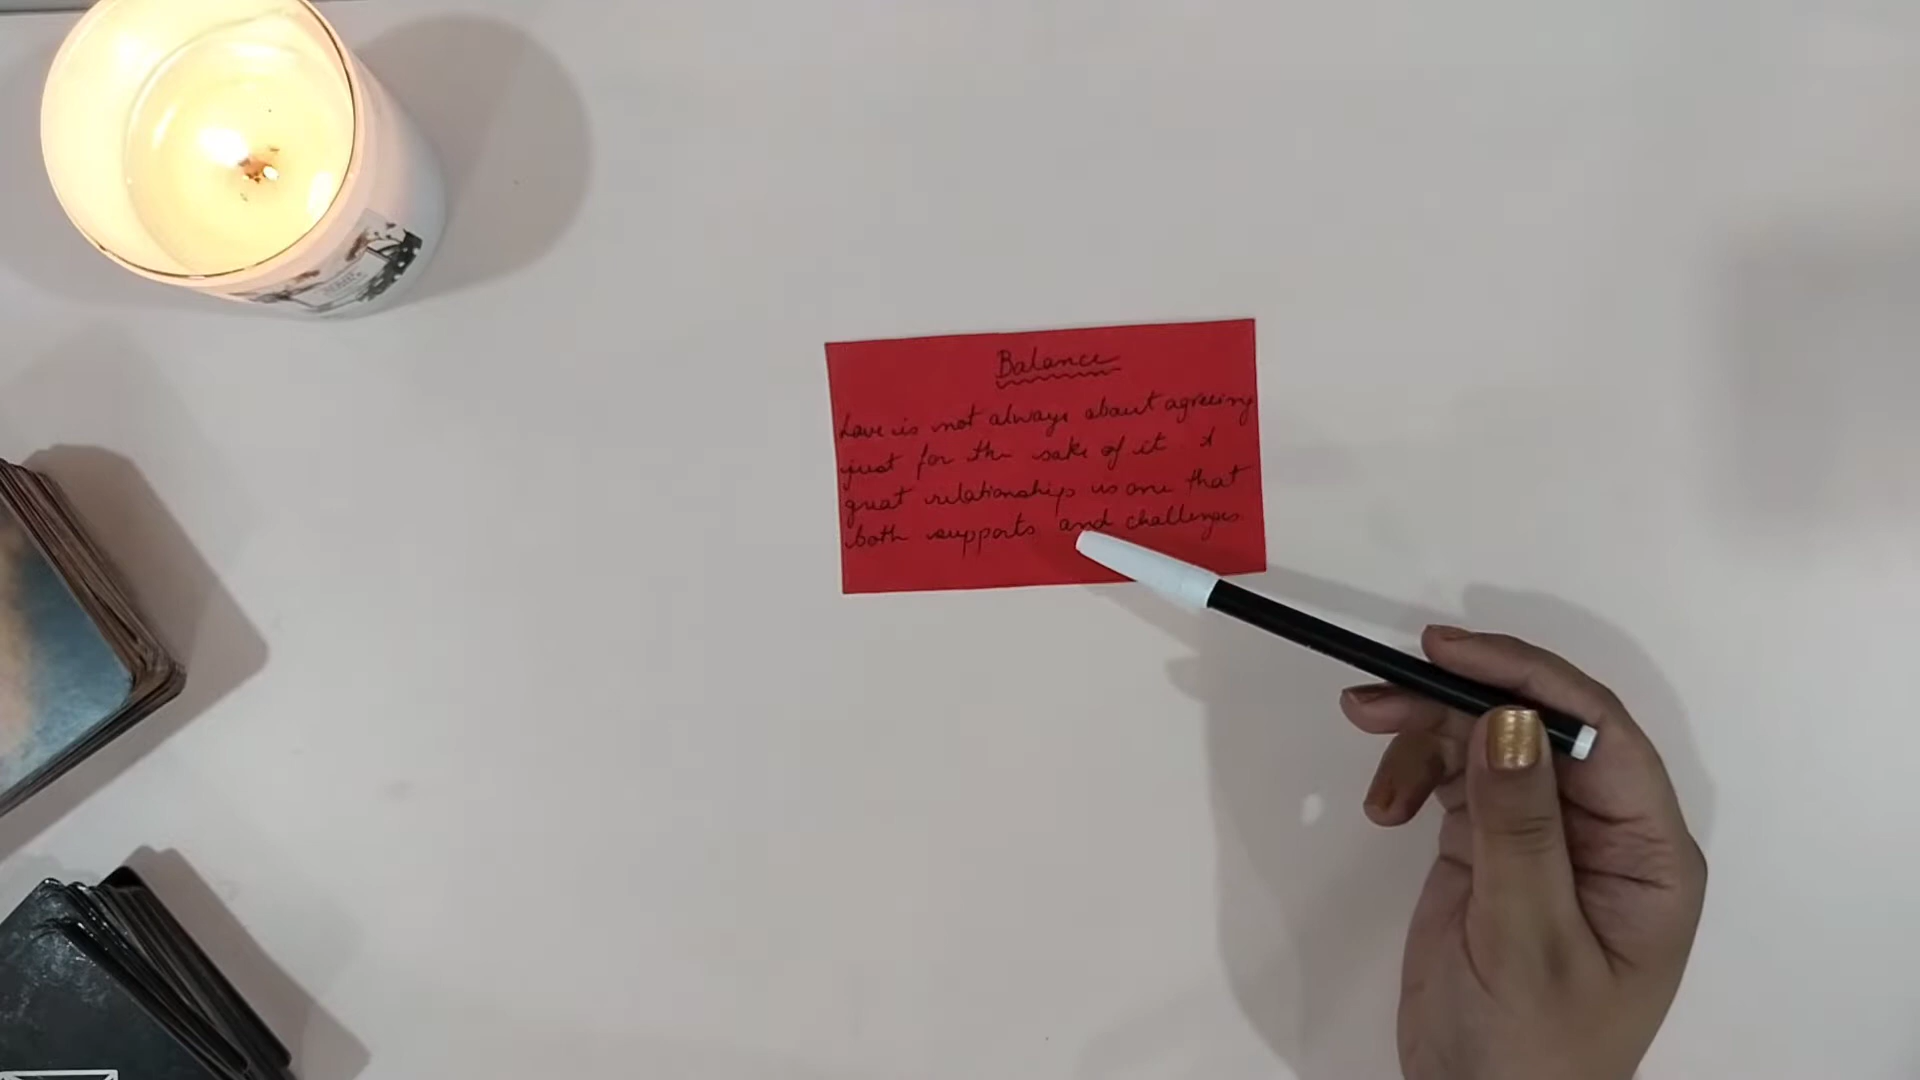 Balance
Love is not always about agreeing
just for the sake of it. A
great relationship is one that
both supports and challenges.